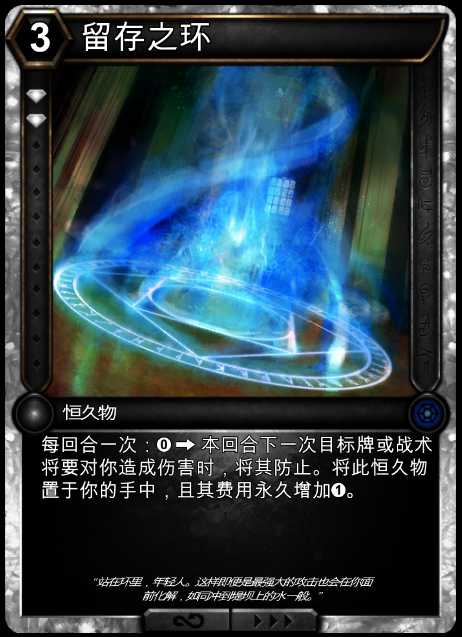 3 留存之环
恒久物
每回合一次：0➡本回合下一次目标牌或战术
将要对你造成伤害时，将其防止。将此恒久物
置于你的手中，且其费用永久增加1。
“站在环里，年轻人。这样即便是最强大的攻击也会在你面
前化解，如同冲到堤坝上的水一般。”